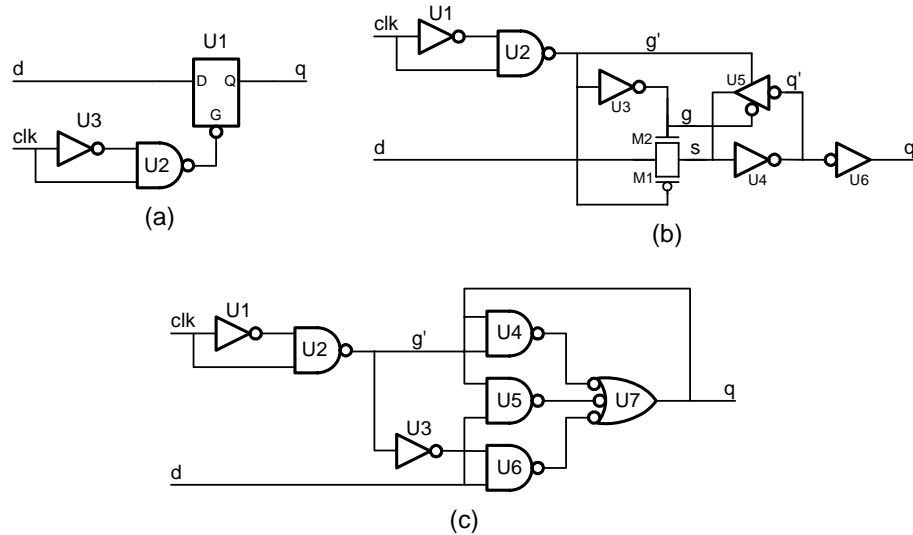 U1
d
D
Q
q
G
clk
U3
U2
(a)
clk
U1
U2
g'
U5
q'
U3
g
M2
d
s
q
M1
U4
U6
(b)
clk
U1
U2
g'
U4
U5
U7
q
U3
U6
d
(c)